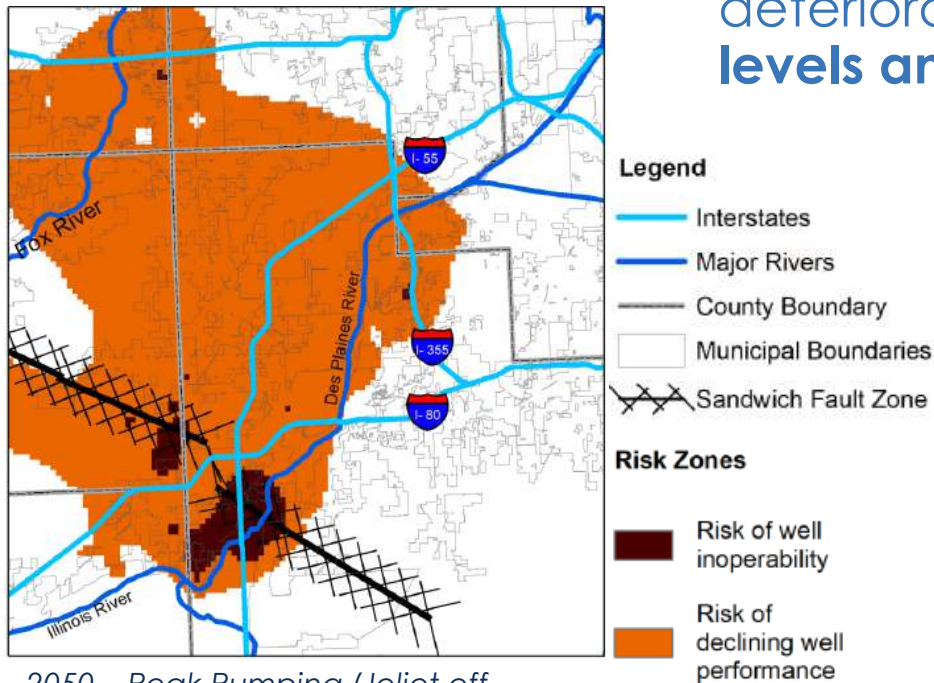 deteriora
levels an
I-55
Fox River
Des Plaines River
I-355
I-80
Illinois River
Legend
Interstates
Major Rivers
County Boundary
Municipal Boundaries
Sandwich Fault Zone
Risk Zones
Risk of well
inoperability
Risk of
declining well
performance
2050 – Peak Pumping (Joliet off